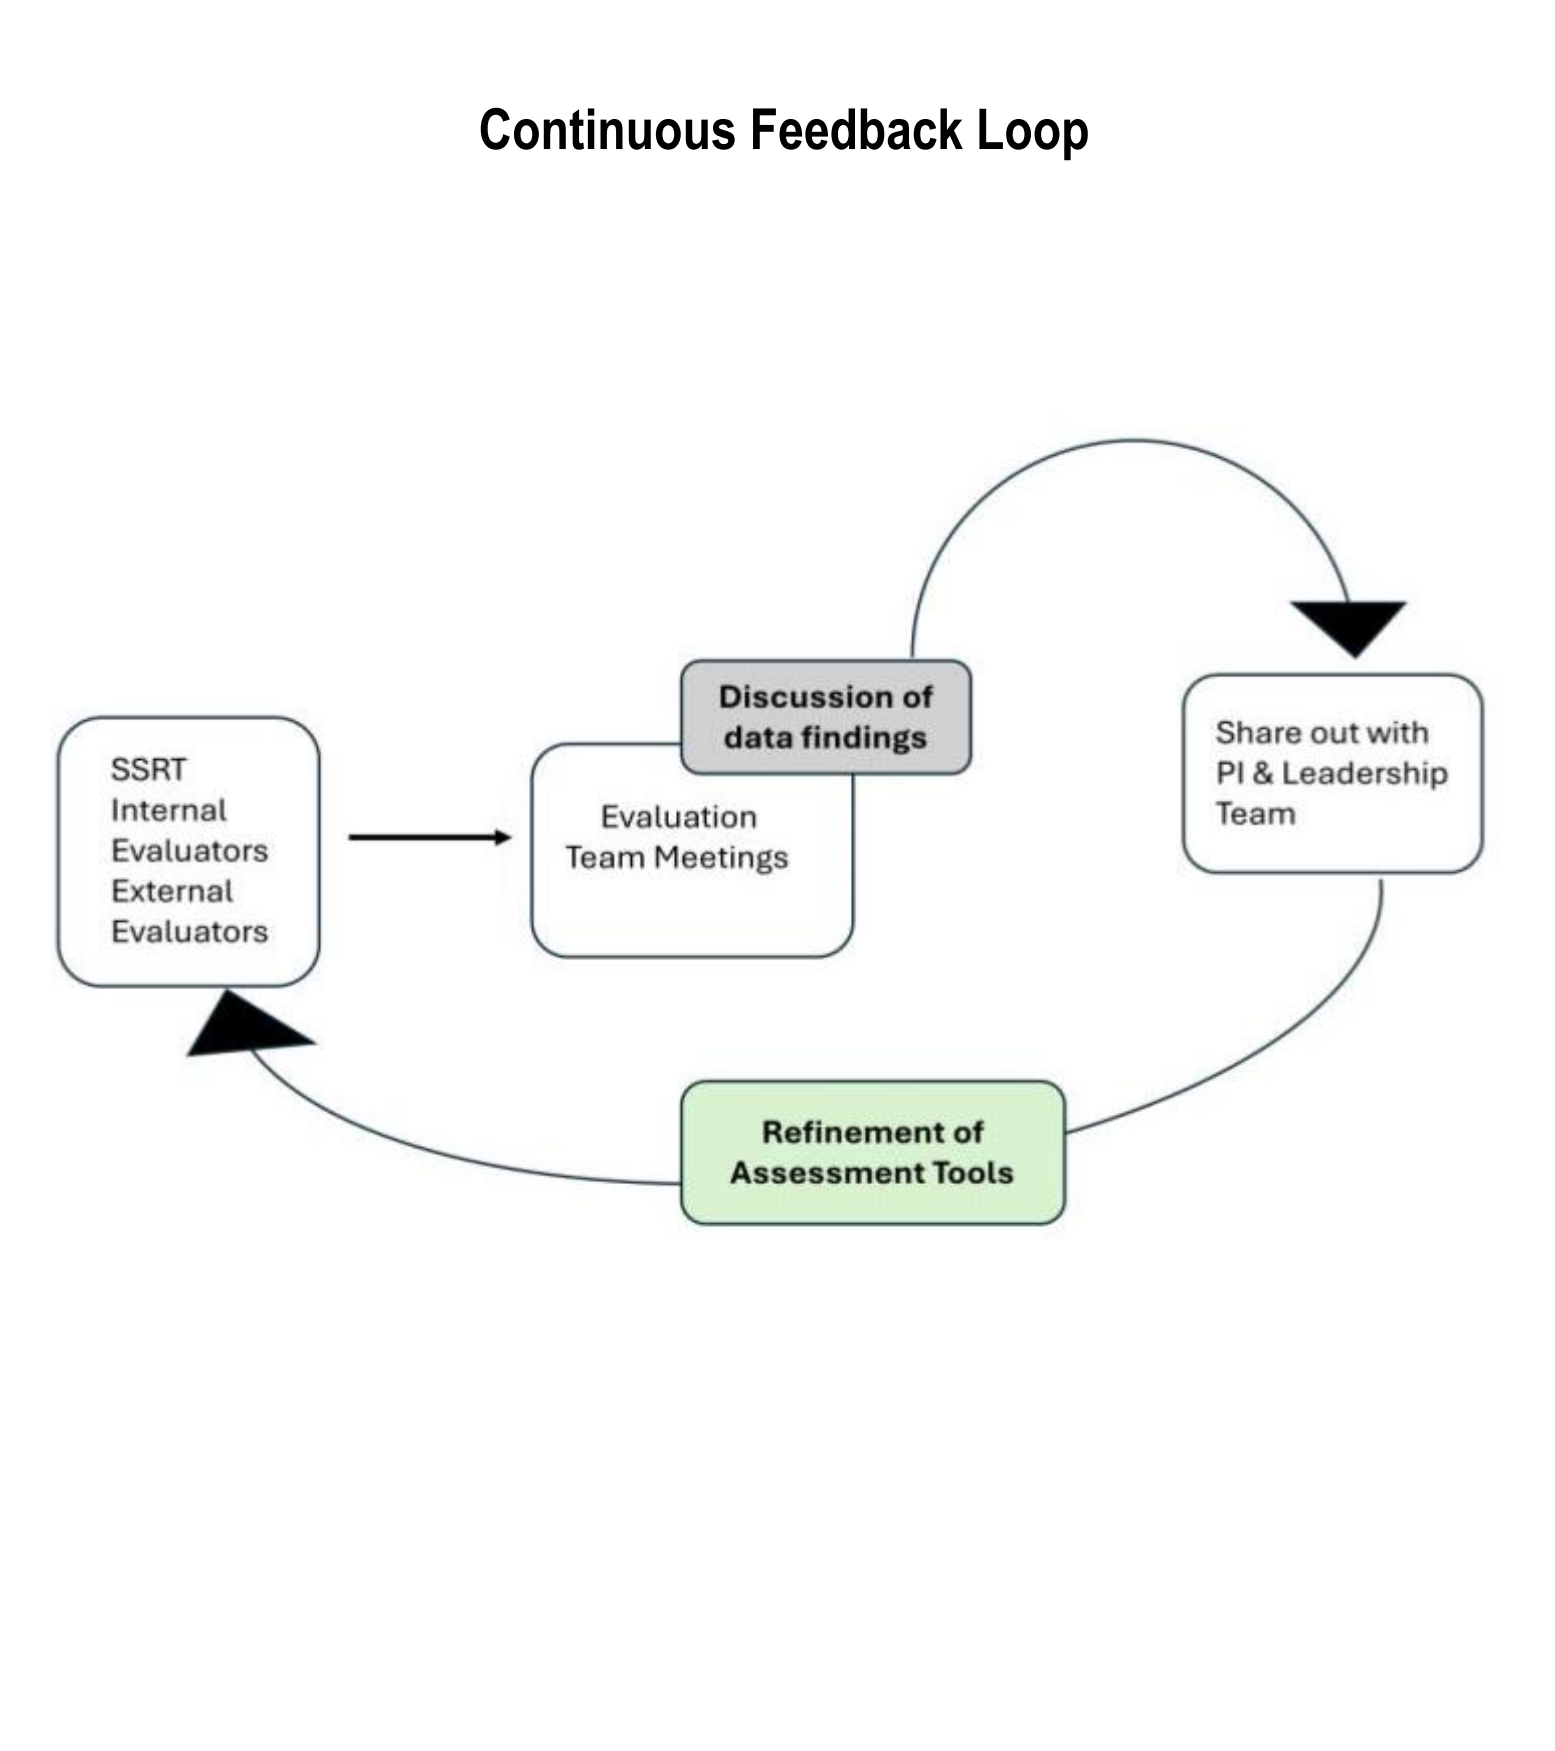 Continuous Feedback Loop
Discussion of
data findings
SSRT
Internal
Evaluators
External
Evaluators
Evaluation
Team Meetings
Share out with
PI & Leadership
Team
Refinement of
Assessment Tools